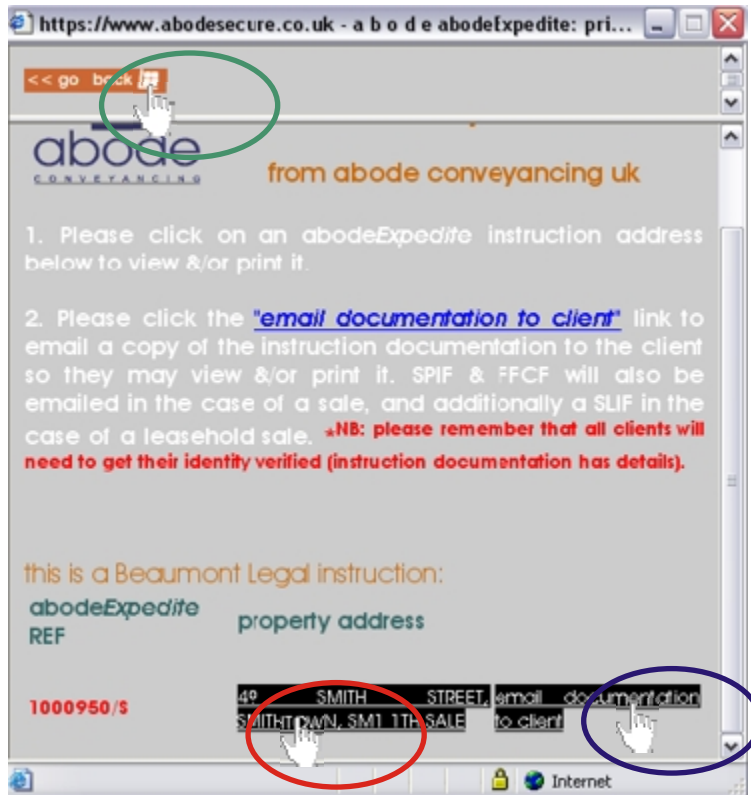 https://www.abodesecure.co.uk - a b o d e abodeExpedite: pri...
<< go back
abode
CONVEYANCING
from abode conveyancing uk
1. Please click on an abodeExpedite instruction address
below to view &/or print it.
2. Please click the "email documentation to client" link to
email a copy of the instruction documentation to the client
so they may view &/or print it. SPIF & FFCF will also be
emailed in the case of a sale, and additionally a SLIF in the
case of a leasehold sale. *NB: please remember that all clients will
need to get their identity verified (instruction documentation has details).
this is a Beaumont Legal instruction:
abodeExpedite
REF
property address
1000950/S
49 SMITH STREET,
SMITHTOWN, SM1 1TH SALE
email documentation
to client
Internet